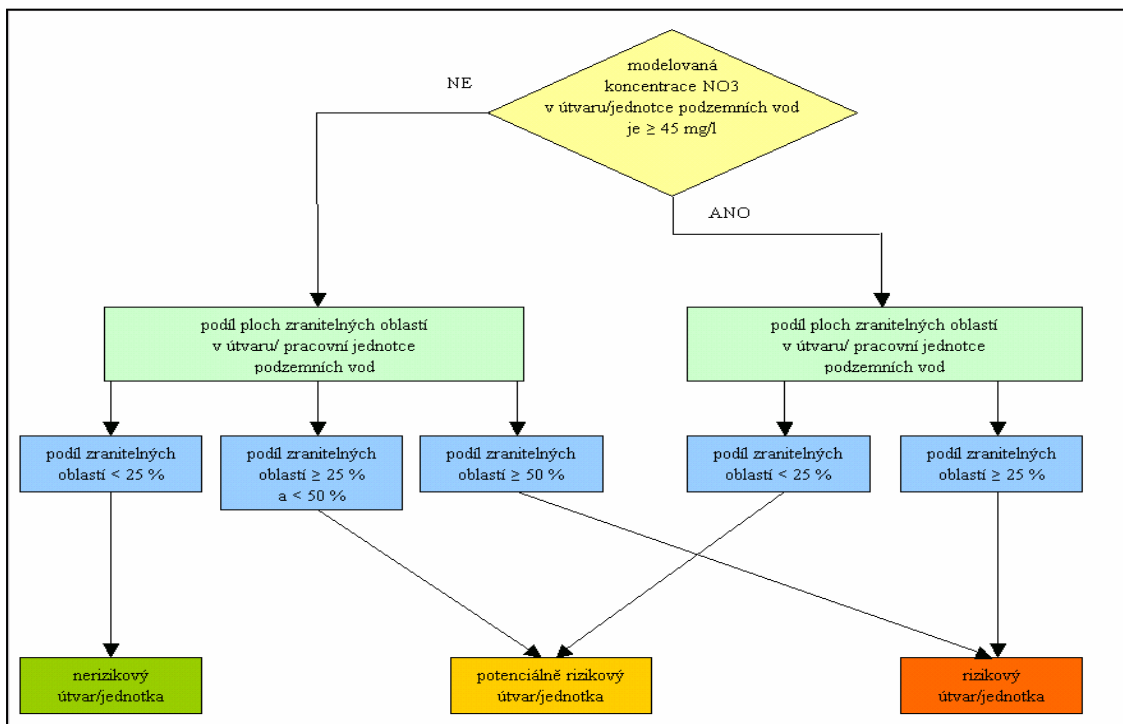 modelovaná
koncentrace NO3
v útvaru/jednotce podzemních vod
je ≥ 45 mg/l
NE
ANO
podíl ploch zranitelných oblastí
v útvaru/ pracovní jednotce
podzemních vod
podíl ploch zranitelných oblastí
v útvaru/ pracovní jednotce
podzemních vod
podíl zranitelných
oblastí < 25 %
podíl zranitelných
oblastí ≥ 25 %
a < 50 %
podíl zranitelných
oblastí ≥ 50 %
podíl zranitelných
oblastí < 25 %
podíl zranitelných
oblastí ≥ 25 %
nerizikový
útvar/jednotka
potenciálně rizikový
útvar/jednotka
rizikový
útvar/jednotka